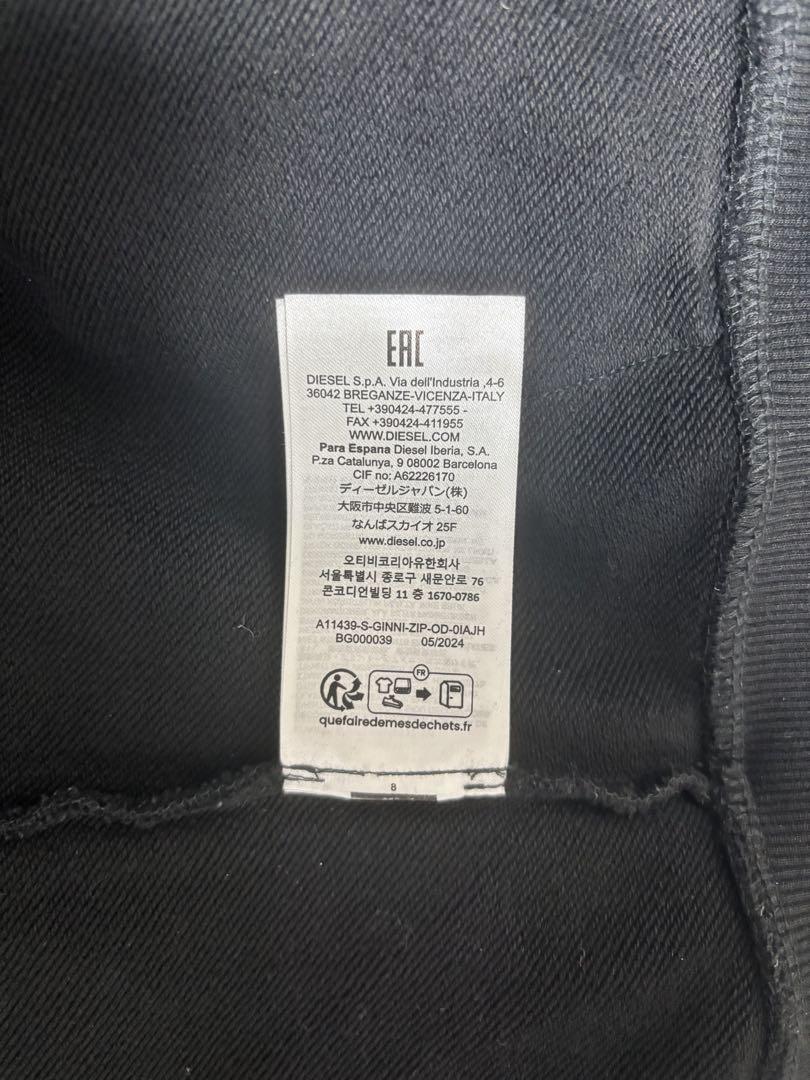 EAC
DIESEL S.p.A. Via dell'Industria ,4-6
36042 BREGANZE-VICENZA-ITALY
TEL +390424-477555 -
FAX +390424-411955
WWW.DIESEL.COM
Para Espana Diesel Iberia, S.A.
P.za Catalunya, 9 08002 Barcelona
CIF no: A62226170
ディーゼルジャパン(株)
大阪市中央区難波 5-1-60
なんばスカイオ 25F
www.diesel.co.jp
오티비코리아유한회사
서울특별시 종로구 새문안로 76
콘코디언빌딩 11 층 1670-0786
A11439-S-GINNI-ZIP-OD-0IAJH
BG000039 05/2024
FR
quefairedemesdechets.fr
8